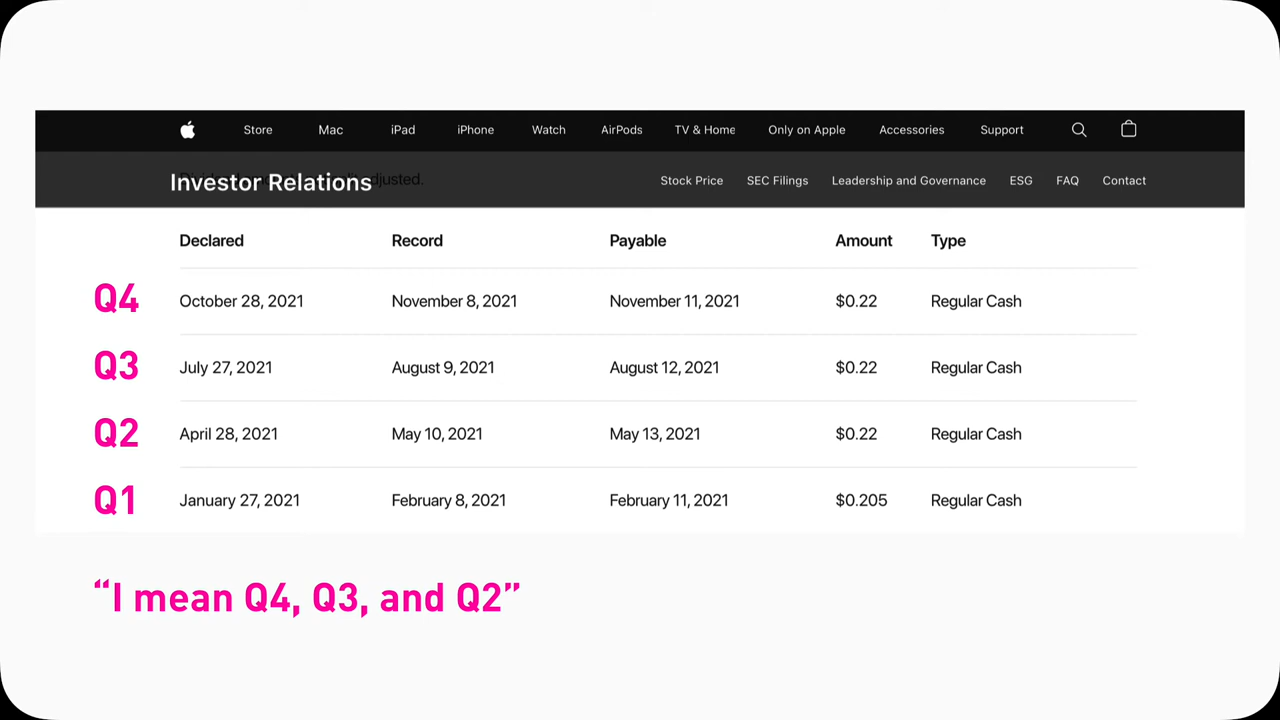 Store Mac iPad iPhone Watch AirPods TV & Home Only on Apple Accessories Support
Investor Relations adjusted. Stock Price SEC Filings Leadership and Governance ESG FAQ Contact
Declared Record Payable Amount Type
Q4 October 28, 2021 November 8, 2021 November 11, 2021 $0.22 Regular Cash
Q3 July 27, 2021 August 9, 2021 August 12, 2021 $0.22 Regular Cash
Q2 April 28, 2021 May 10, 2021 May 13, 2021 $0.22 Regular Cash
Q1 January 27, 2021 February 8, 2021 February 11, 2021 $0.205 Regular Cash
“I mean Q4, Q3, and Q2”